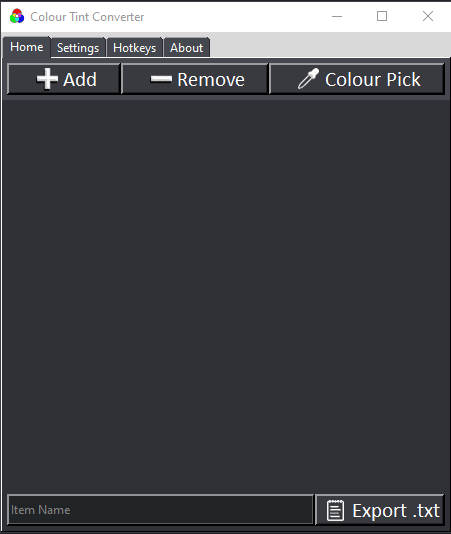 Colour Tint Converter
Home Settings Hotkeys About
Add Remove Colour Pick
Item Name Export .txt